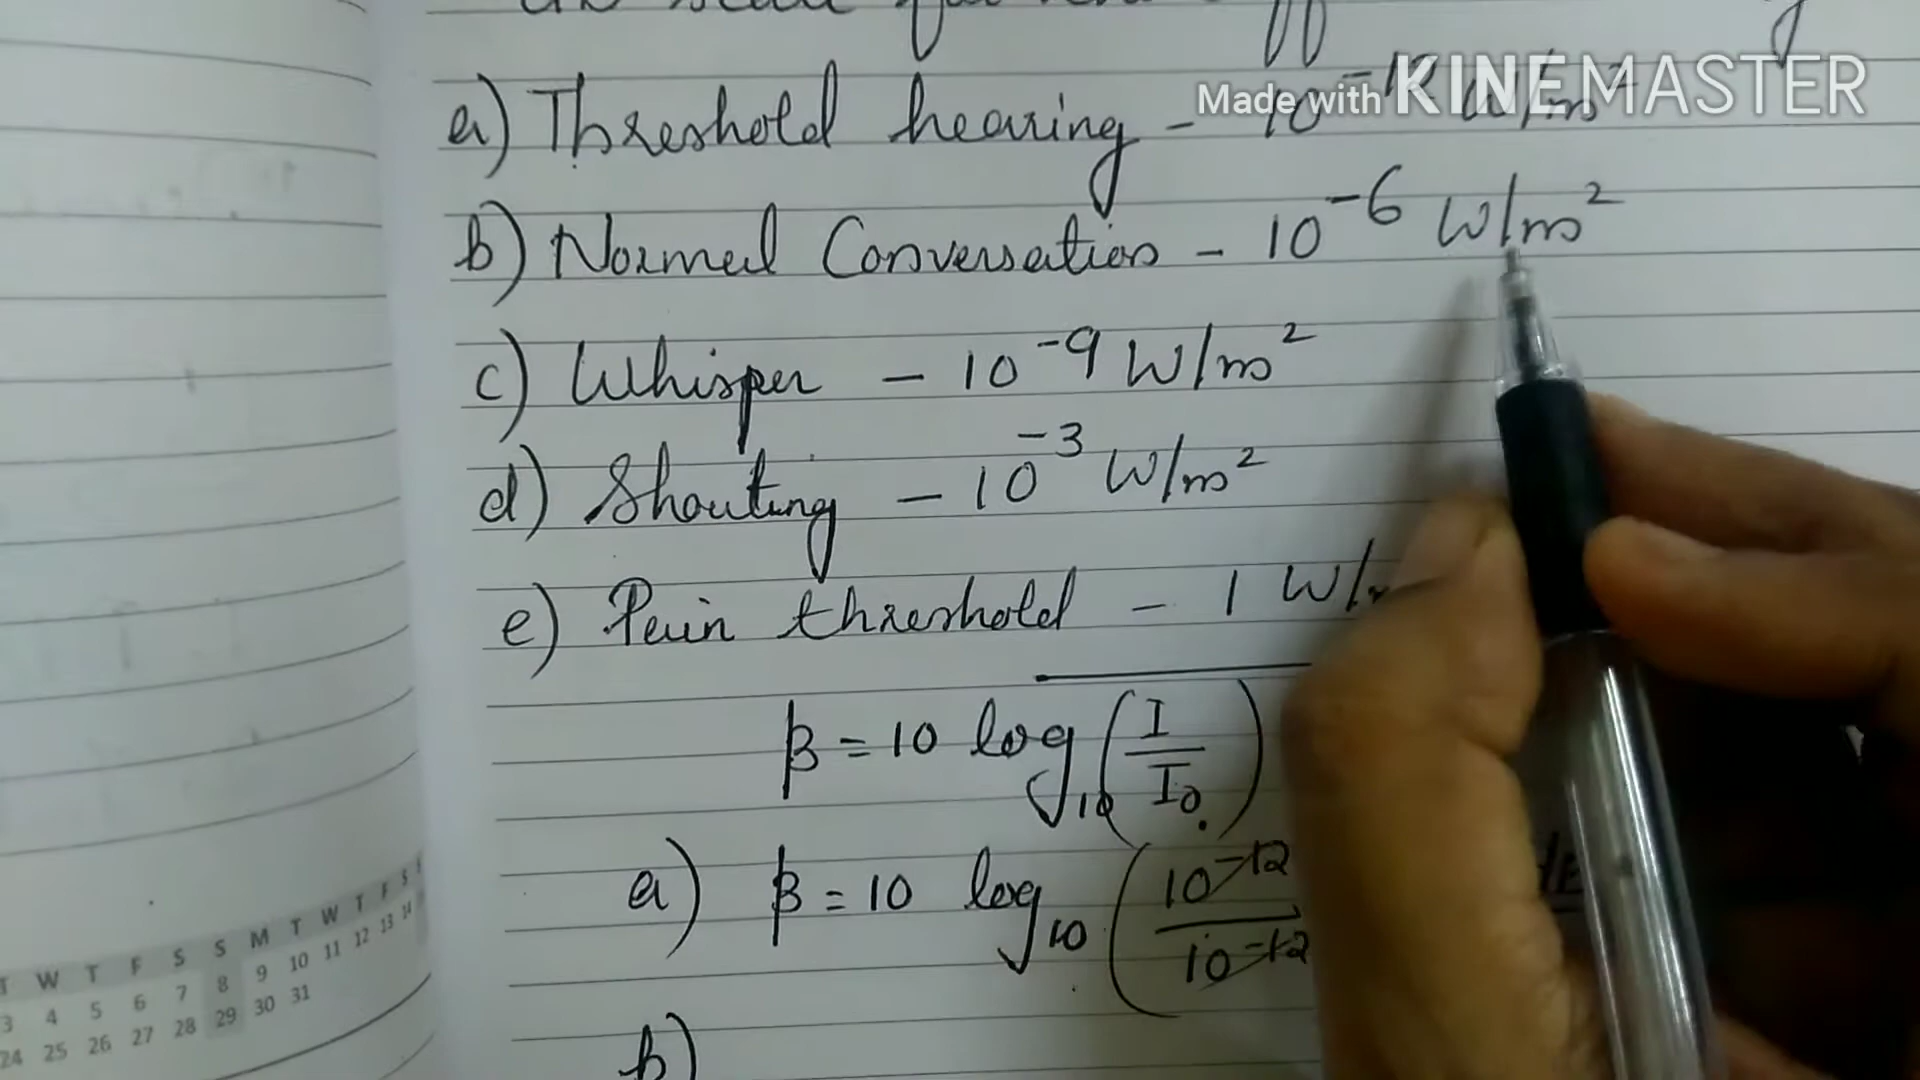 a) Threshold hearing - 10⁻¹² W/m²
Made with KINEMASTER
b) Normal Conversation - 10⁻⁶ W/m²
c) Whisper - 10⁻⁹ W/m²
d) Shouting - 10⁻³ W/m²
e) Pain threshold - 1 W/
β = 10 log₁₀ (I/I₀)
a) β = 10 log₁₀ (10⁻¹²/10⁻¹²
b)
T W T F S S M T W T F S
3 4 5 6 7 8 9 10 11 12 13 14
24 25 26 27 28 29 30 31